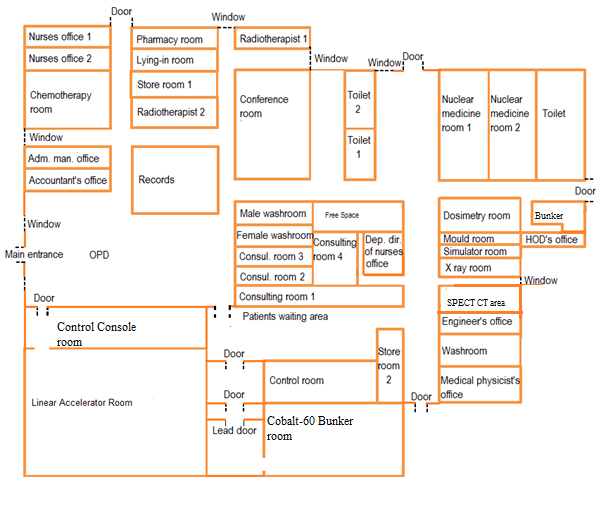 Door
Window
Nurses office 1
Pharmacy room
Radiotherapist 1
Nurses office 2
Lying-in room
Window
Window
Door
Store room 1
Chemotherapy
room
Radiotherapist 2
Conference
room
Toilet
2
Nuclear
medicine
room 1
Nuclear
medicine
room 2
Toilet
Window
Toilet
1
Adm. man. office
Accountant's office
Records
Door
Window
Male washroom
Free Space
Dosimetry room
Bunker
Female washroom
Consulting
room 4
Dep. dir.
of nurses
office
Mould room
HOD's office
Main entrance
OPD
Consul. room 3
Simulator room
Consul. room 2
X ray room
Window
Door
Consulting room 1
SPECT CT area
Patients waiting area
Engineer's office
Control Console
room
Door
Store
room
2
Washroom
Control room
Medical physicist's
office
Door
Door
Linear Accelerator Room
Lead door
Cobalt-60 Bunker
room